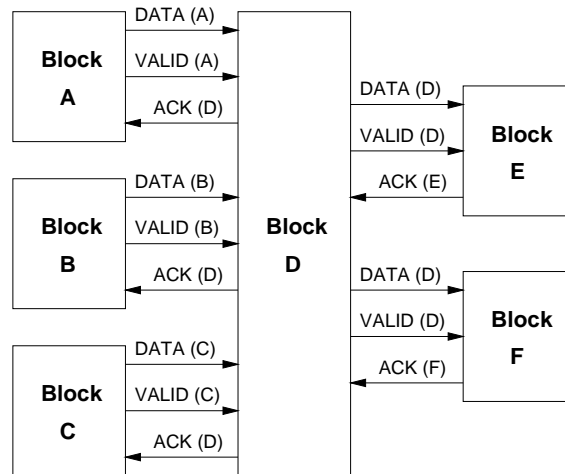 DATA (A)
Block
A
VALID (A)
ACK (D)
DATA (B)
Block
B
VALID (B)
ACK (D)
DATA (C)
Block
C
VALID (C)
ACK (D)
Block
D
DATA (D)
VALID (D)
ACK (E)
Block
E
DATA (D)
VALID (D)
ACK (F)
Block
F